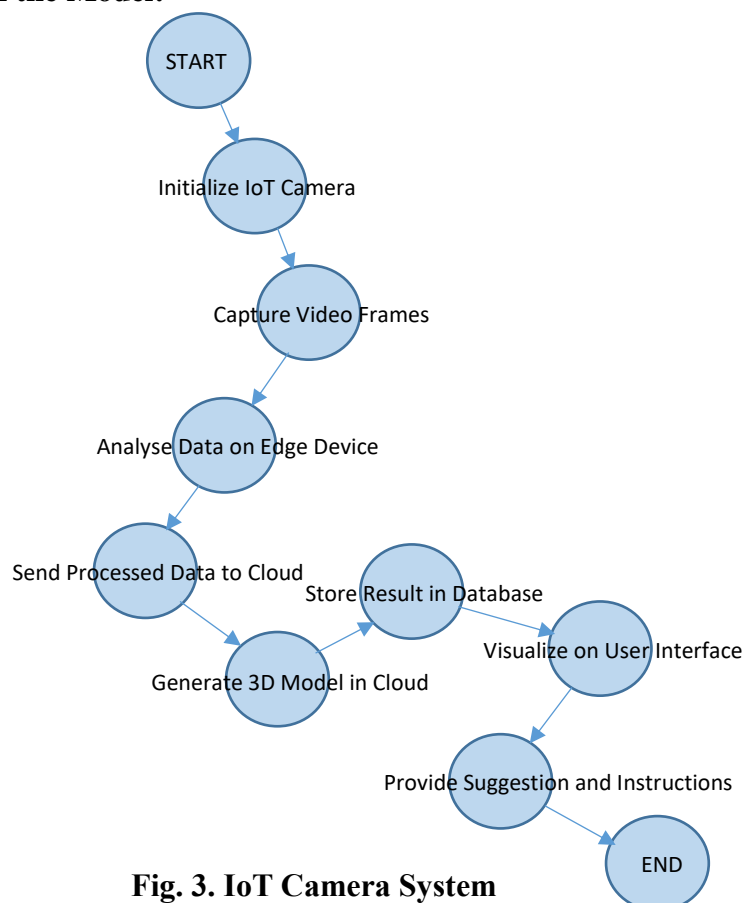 START
Initialize IoT Camera
Capture Video Frames
Analyse Data on Edge Device
Send Processed Data to Cloud
Generate 3D Model in Cloud
Store Result in Database
Visualize on User Interface
Provide Suggestion and Instructions
END
Fig. 3. IoT Camera System